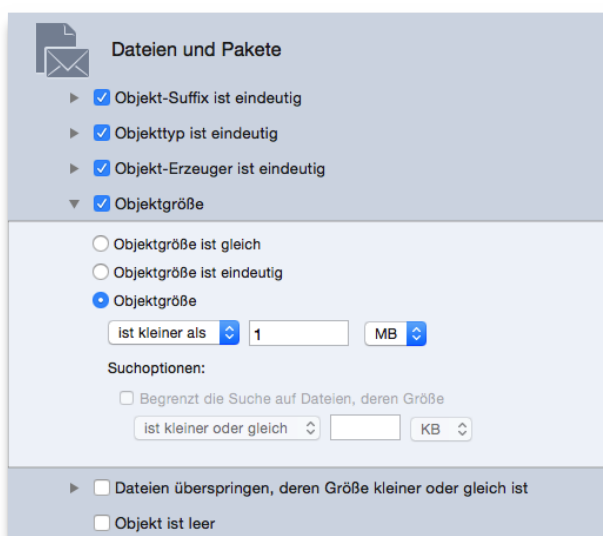 Dateien und Pakete
Objekt-Suffix ist eindeutig
Objekttyp ist eindeutig
Objekt-Erzeuger ist eindeutig
Objektgröße
Objektgröße ist gleich
Objektgröße ist eindeutig
Objektgröße
ist kleiner als 1 MB
Suchoptionen:
Begrenzt die Suche auf Dateien, deren Größe
ist kleiner oder gleich KB
Dateien überspringen, deren Größe kleiner oder gleich ist
Objekt ist leer